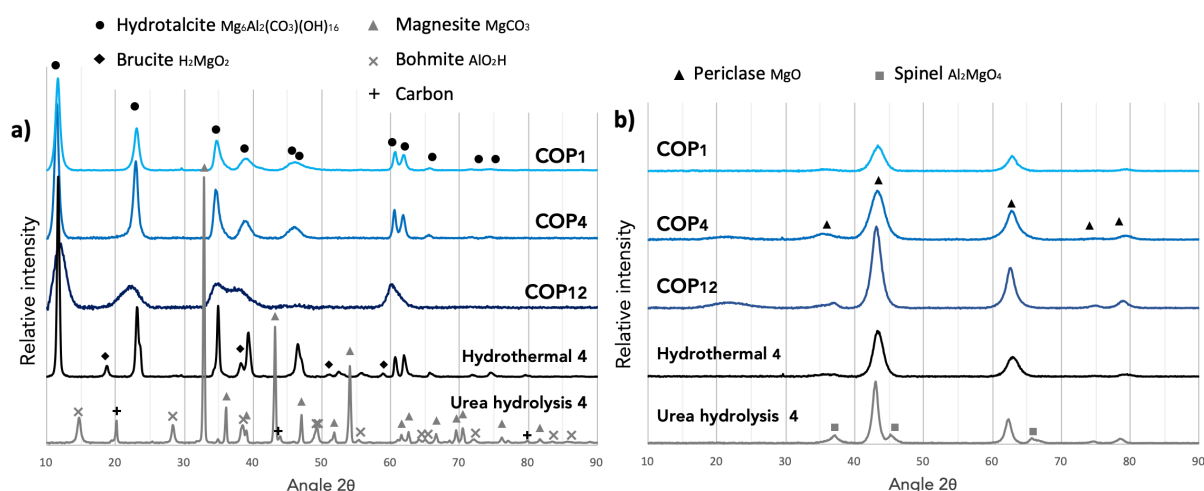 Hydrotalcite Mg₆Al₂(CO₃)(OH)₁₆
Magnesite MgCO₃
Brucite H₂MgO₂
Bohmite AlO₂H
Carbon
a)
COP1
COP4
COP12
Hydrothermal 4
Urea hydrolysis 4
Relative intensity
10 20 30 40 50 60 70 80 90
Angle 2θ
Periclase MgO
Spinel Al₂MgO₄
b)
COP1
COP4
COP12
Hydrothermal 4
Urea hydrolysis 4
Relative intensity
10 20 30 40 50 60 70 80 90
Angle 2θ